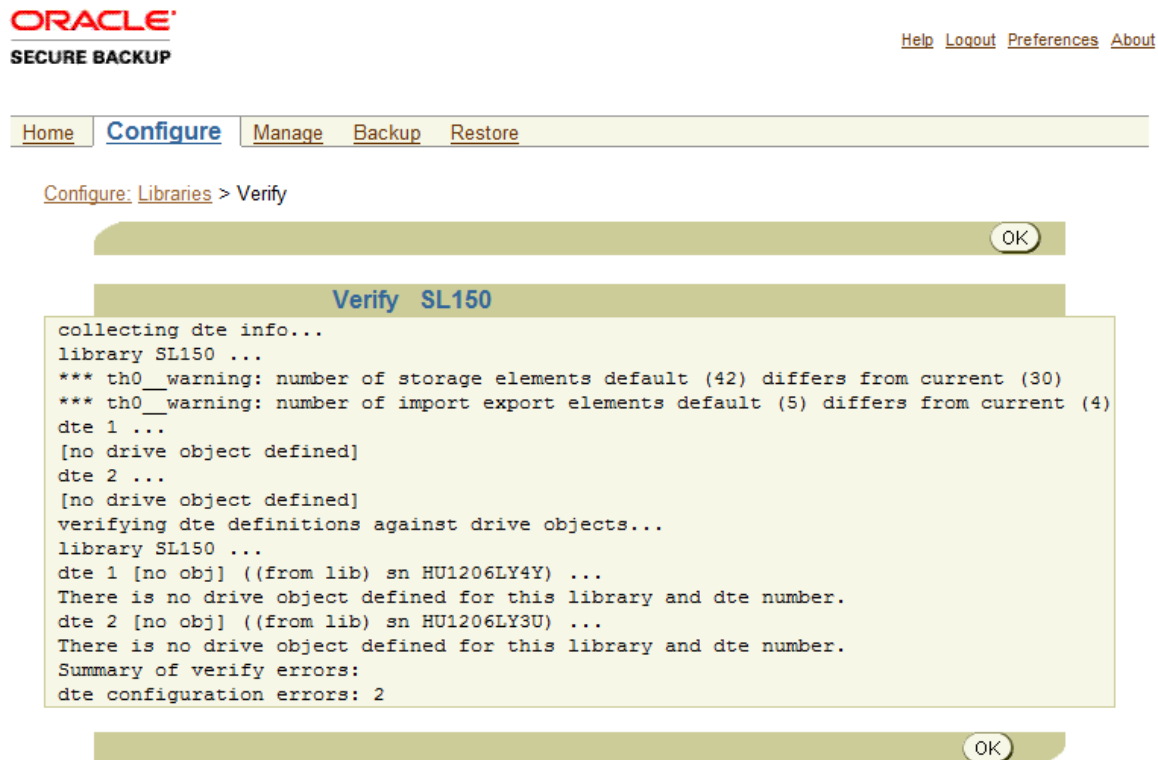 ORACLE
SECURE BACKUP
Help Logout Preferences About
Home Configure Manage Backup Restore
Configure: Libraries > Verify
OK
Verify SL150
collecting dte info...
library SL150 ...
*** th0__warning: number of storage elements default (42) differs from current (30)
*** th0__warning: number of import export elements default (5) differs from current (4)
dte 1 ...
[no drive object defined]
dte 2 ...
[no drive object defined]
verifying dte definitions against drive objects...
library SL150 ...
dte 1 [no obj] ((from lib) sn HU1206LY4Y) ...
There is no drive object defined for this library and dte number.
dte 2 [no obj] ((from lib) sn HU1206LY3U) ...
There is no drive object defined for this library and dte number.
Summary of verify errors:
dte configuration errors: 2
OK